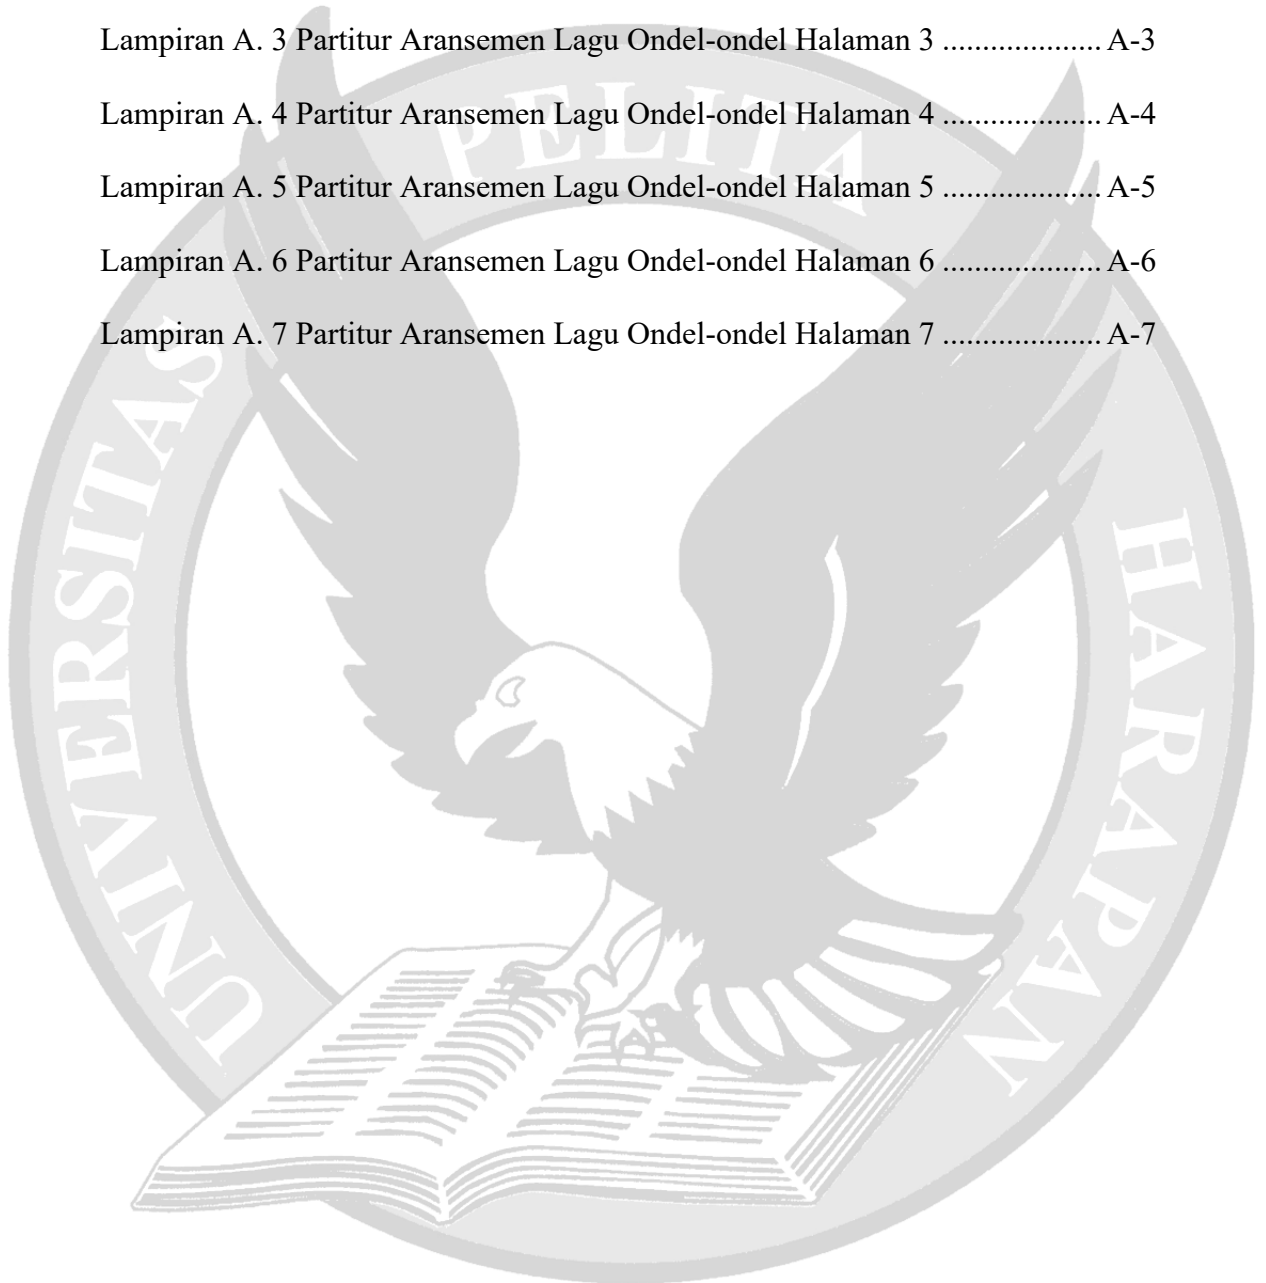 Lampiran A. 3 Partitur Aransemen Lagu Ondel-ondel Halaman 3 .................... A-3
Lampiran A. 4 Partitur Aransemen Lagu Ondel-ondel Halaman 4 .................... A-4
Lampiran A. 5 Partitur Aransemen Lagu Ondel-ondel Halaman 5 .................... A-5
Lampiran A. 6 Partitur Aransemen Lagu Ondel-ondel Halaman 6 .................... A-6
Lampiran A. 7 Partitur Aransemen Lagu Ondel-ondel Halaman 7 .................... A-7
UNIVERSITAS PELITA HARAPAN